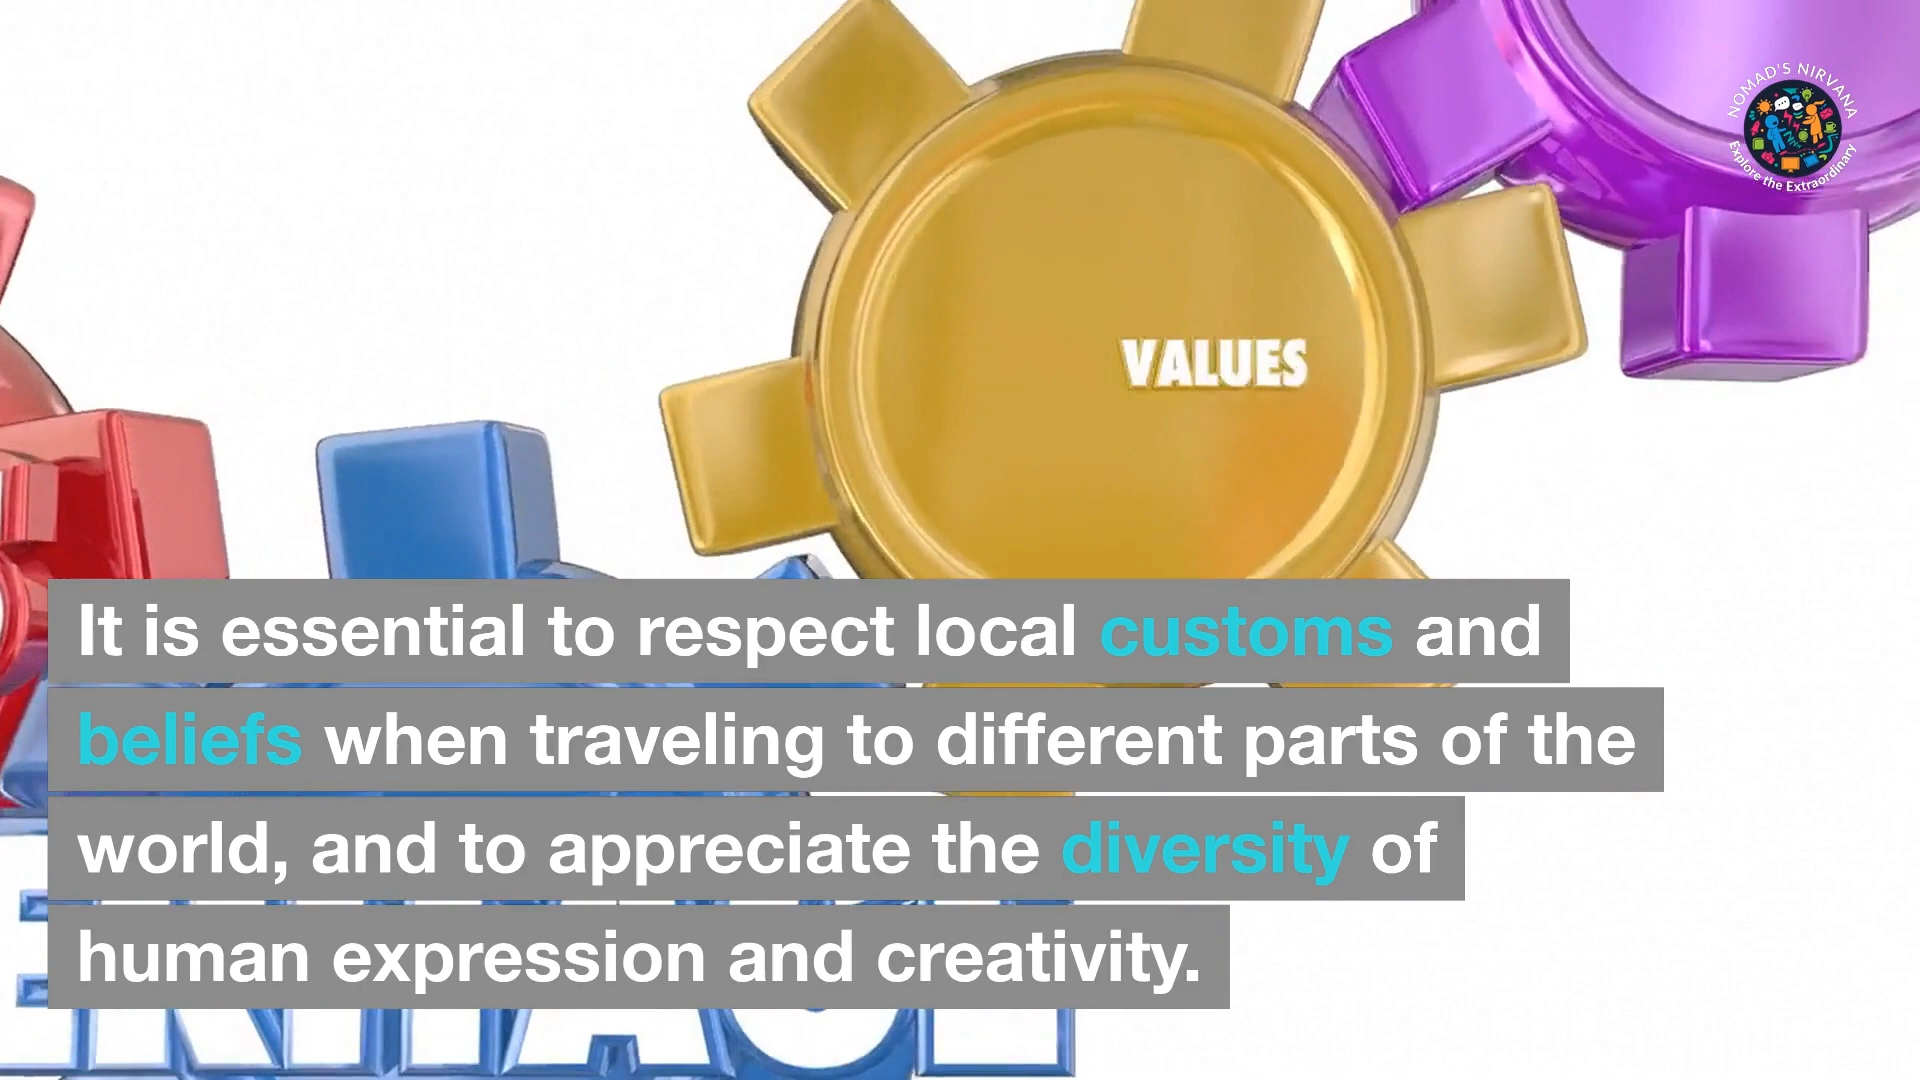 NOMAD'S NIRVANA
Explore the Extraordinary
VALUES
It is essential to respect local customs and
beliefs when traveling to different parts of the
world, and to appreciate the diversity of
human expression and creativity.